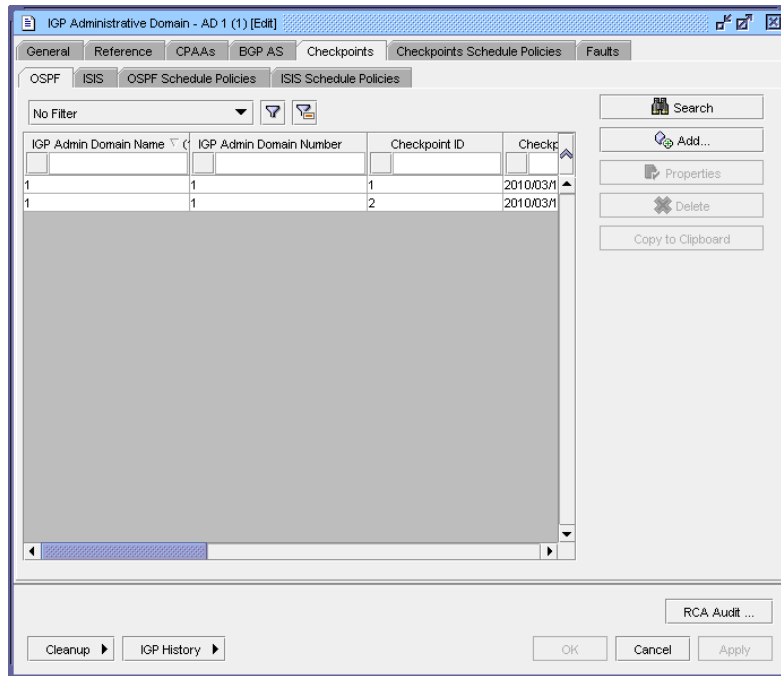 IGP Administrative Domain - AD 1 (1) [Edit]
General Reference CPAAs BGP AS Checkpoints Checkpoints Schedule Policies Faults
OSPF ISIS OSPF Schedule Policies ISIS Schedule Policies
No Filter
Search
Add...
Properties
Delete
Copy to Clipboard
IGP Admin Domain Name (1 IGP Admin Domain Number Checkpoint ID Checkp
1 1 1 2010/03/1
1 1 2 2010/03/1
RCA Audit ...
Cleanup IGP History OK Cancel Apply